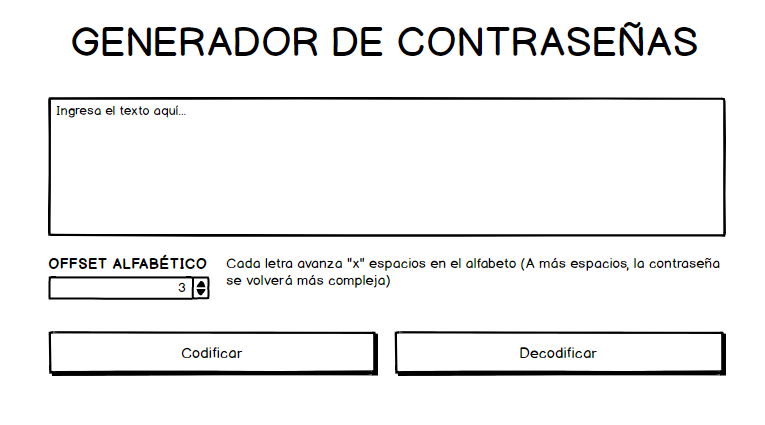 GENERADOR DE CONTRASEÑAS
Ingresa el texto aquí...
OFFSET ALFABÉTICO
3
Cada letra avanza "x" espacios en el alfabeto (A más espacios, la contraseña
se volverá más compleja)
Codificar
Decodificar